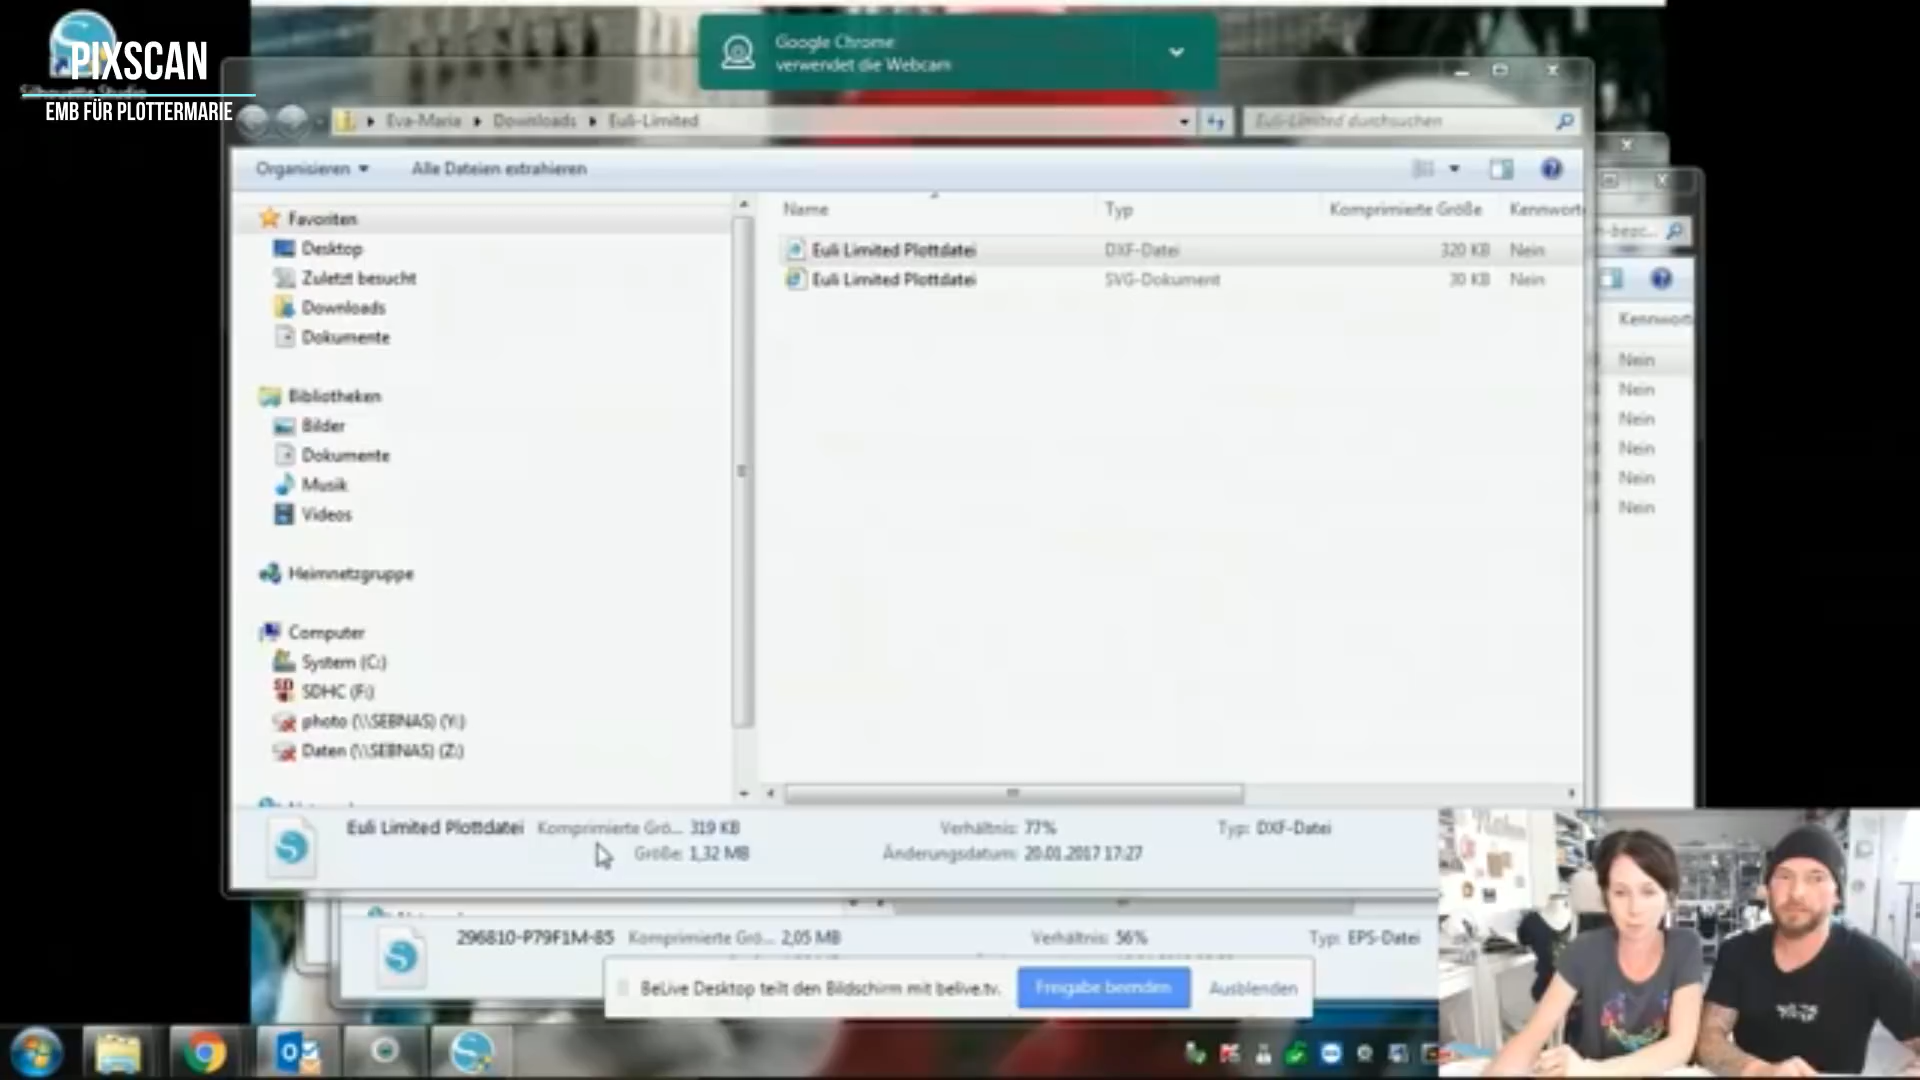 PIXSCAN
Silhouette Studio
EMB FÜR PLOTTERMARIE
Google Chrome
verwendet die Webcam
Eva-Maria Downloads Euli-Limited
Euli-Limited durchsuchen
Organisieren Alle Dateien extrahieren
Name Typ Komprimierte Größe Kennwort
Euli Limited Plottdatei DXF-Datei 320 KB Nein
Euli Limited Plottdatei SVG-Dokument 30 KB Nein
Favoriten
Desktop
Zuletzt besucht
Downloads
Dokumente
Bibliotheken
Bilder
Dokumente
Musik
Videos
Heimnetzgruppe
Computer
System (C:)
SDHC (F:)
photo (\\SEBNAS) (Y:)
Daten (\\SEBNAS) (Z:)
Kennwort
Nein
Nein
Nein
Nein
Nein
Nein
Euli Limited Plottdatei Komprimierte Grö... 319 KB Verhältnis: 77% Typ: DXF-Datei
Größe: 1,32 MB Änderungsdatum: 20.01.2017 17:27
296810-P79F1M-85 Komprimierte Grö... 2,05 MB Verhältnis: 56% Typ: EPS-Datei
BeLive Desktop teilt den Bildschirm mit belive.tv. Freigabe beenden Ausblenden